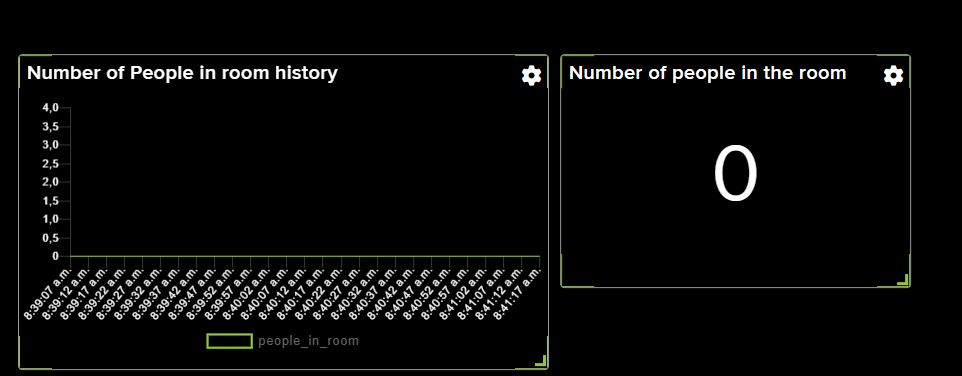 Number of People in room history
4,0
3,5
3,0
2,5
2,0
1,5
1,0
0,5
0
8:39:07 a.m.
8:39:12 a.m.
8:39:17 a.m.
8:39:22 a.m.
8:39:27 a.m.
8:39:32 a.m.
8:39:37 a.m.
8:39:42 a.m.
8:39:47 a.m.
8:39:52 a.m.
8:39:57 a.m.
8:40:02 a.m.
8:40:07 a.m.
8:40:12 a.m.
8:40:17 a.m.
8:40:22 a.m.
8:40:27 a.m.
8:40:32 a.m.
8:40:37 a.m.
8:40:42 a.m.
8:40:47 a.m.
8:40:52 a.m.
8:40:57 a.m.
8:41:02 a.m.
8:41:07 a.m.
8:41:12 a.m.
8:41:17 a.m.
people_in_room
Number of people in the room
0